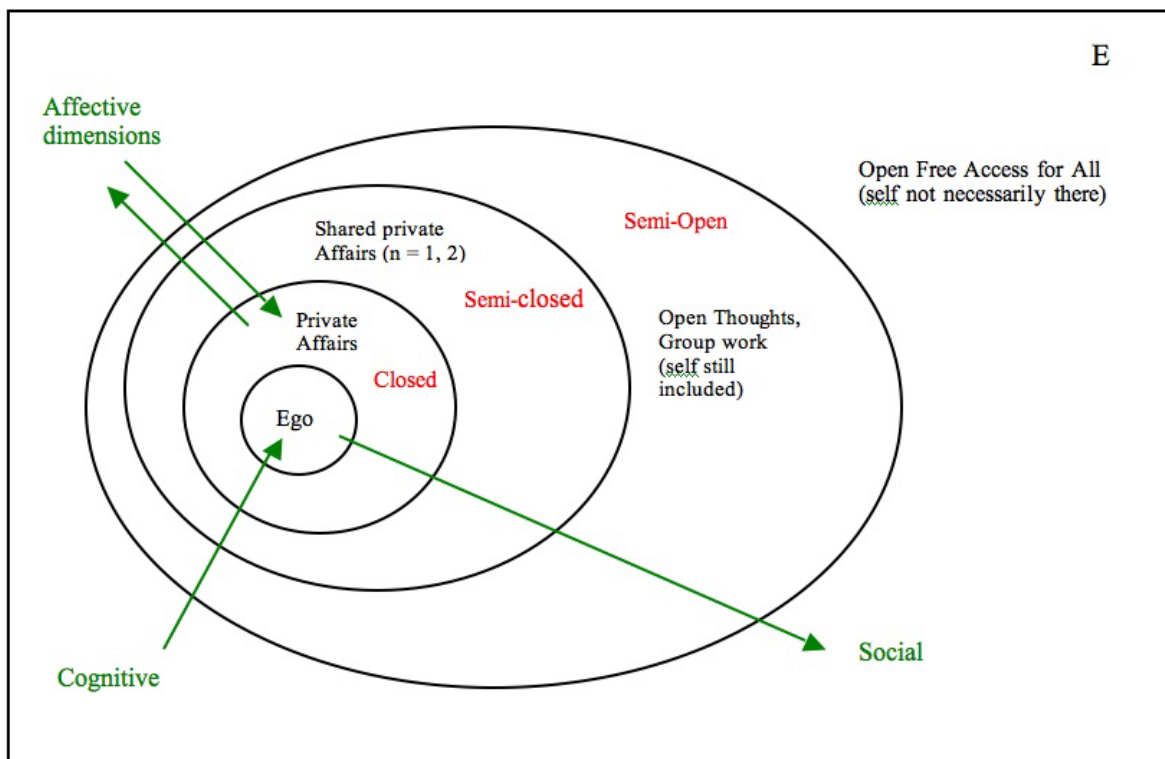 E
Affective
dimensions
Open Free Access for All
(self not necessarily there)
Semi-Open
Shared private
Affairs (n = 1, 2)
Semi-closed
Private
Affairs
Open Thoughts,
Group work
(self still
included)
Closed
Ego
Social
Cognitive